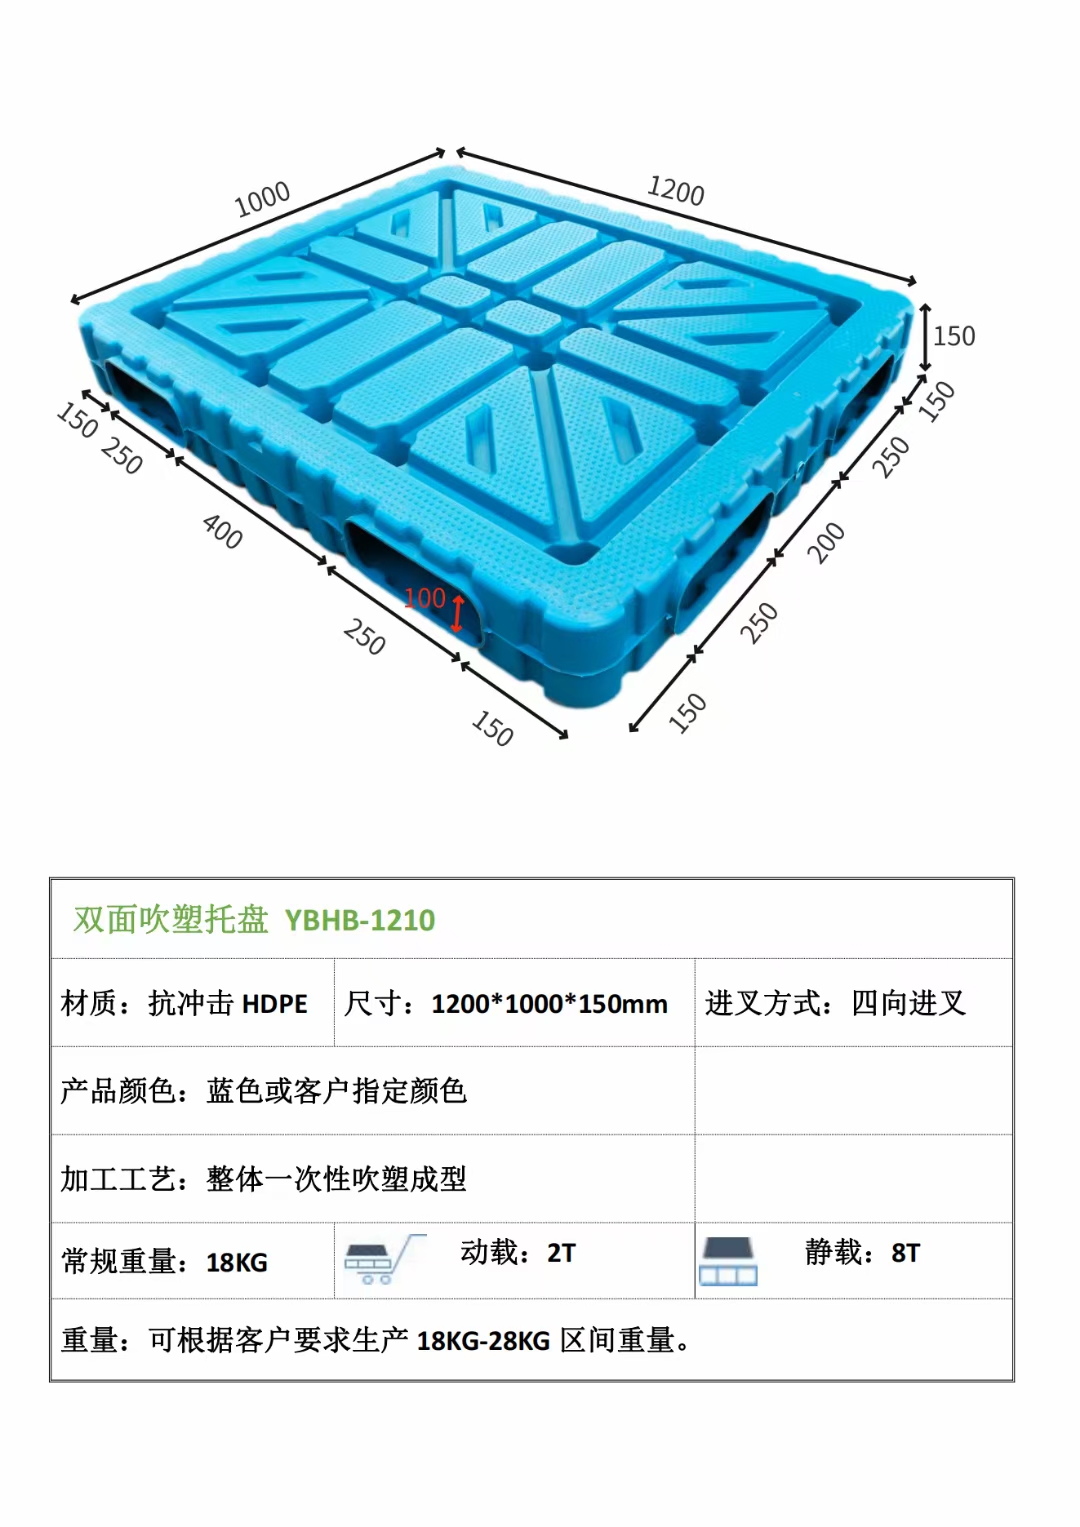 1000
1200
150
150
250
200
250
150
150
250
400
250
150
100
双面吹塑托盘 YBHB-1210
材质：抗冲击 HDPE
尺寸：1200*1000*150mm
进叉方式：四向进叉
产品颜色：蓝色或客户指定颜色
加工工艺：整体一次性吹塑成型
常规重量：18KG
动载：2T
静载：8T
重量：可根据客户要求生产 18KG-28KG 区间重量。